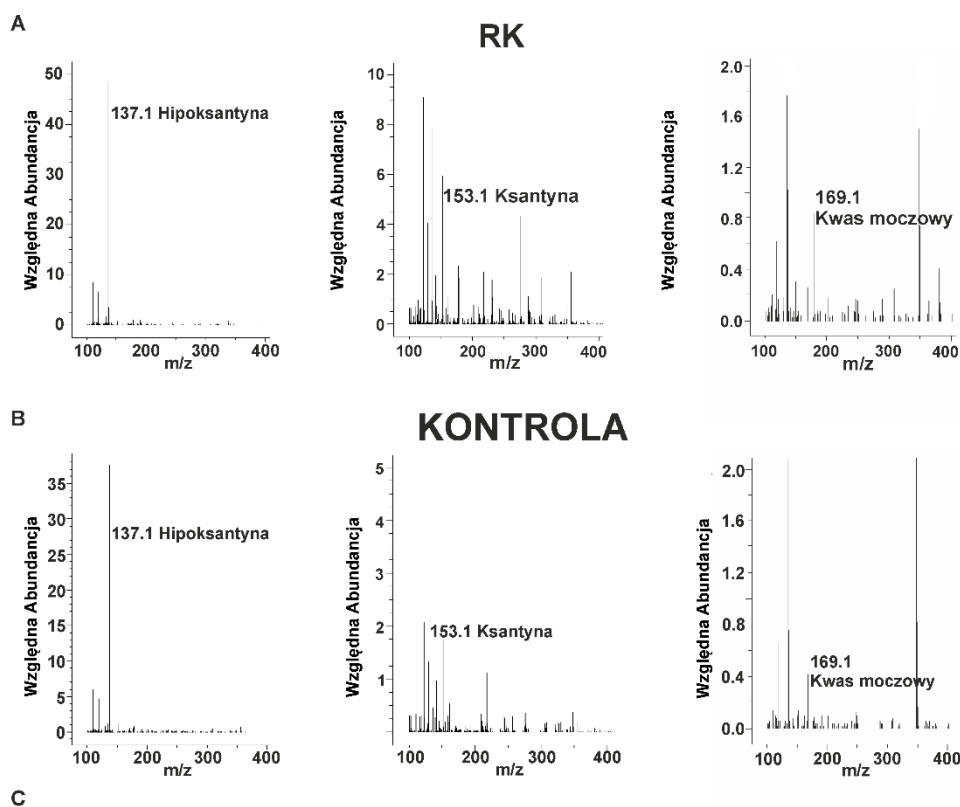 A
RK
Względna Abundancja
50
40
30
20
10
0
137.1 Hipoksantyna
100
200
300
400
m/z
Względna Abundancja
10
8
6
4
2
0
153.1 Ksantyna
100
200
300
400
m/z
Względna Abundancja
2.0
1.6
1.2
0.8
0.4
0.0
169.1
Kwas moczowy
100
200
300
400
m/z
B
KONTROLA
Względna Abundancja
35
30
25
20
15
10
5
0
137.1 Hipoksantyna
100
200
300
400
m/z
Względna Abundancja
5
4
3
2
1
0
153.1 Ksantyna
100
200
300
400
m/z
Względna Abundancja
2.0
1.6
1.2
0.8
0.4
0.0
169.1
Kwas moczowy
100
200
300
400
m/z
C